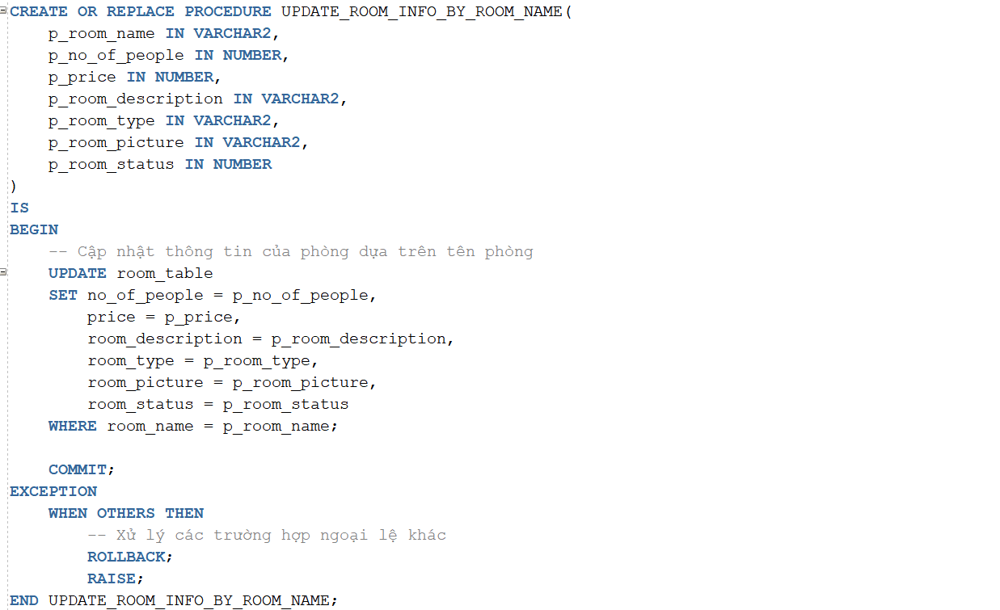 CREATE OR REPLACE PROCEDURE UPDATE_ROOM_INFO_BY_ROOM_NAME(
    p_room_name IN VARCHAR2,
    p_no_of_people IN NUMBER,
    p_price IN NUMBER,
    p_room_description IN VARCHAR2,
    p_room_type IN VARCHAR2,
    p_room_picture IN VARCHAR2,
    p_room_status IN NUMBER
)
IS
BEGIN
    -- Cập nhật thông tin của phòng dựa trên tên phòng
    UPDATE room_table
    SET no_of_people = p_no_of_people,
        price = p_price,
        room_description = p_room_description,
        room_type = p_room_type,
        room_picture = p_room_picture,
        room_status = p_room_status
    WHERE room_name = p_room_name;

    COMMIT;
EXCEPTION
    WHEN OTHERS THEN
        -- Xử lý các trường hợp ngoại lệ khác
        ROLLBACK;
        RAISE;
END UPDATE_ROOM_INFO_BY_ROOM_NAME;